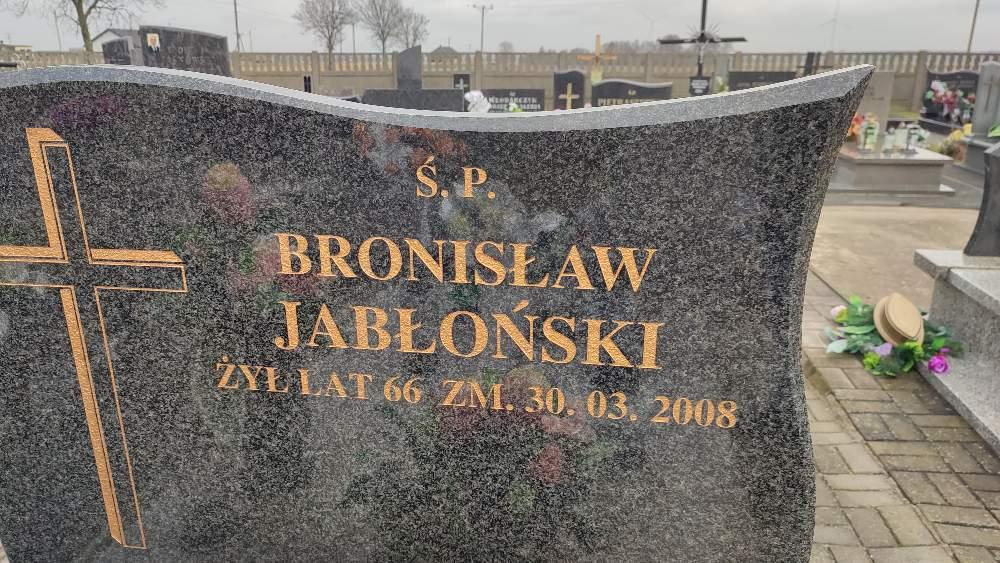 Ś. P.
BRONISŁAW
JABŁOŃSKI
ŻYŁ LAT 66 ZM. 30. 03. 2008